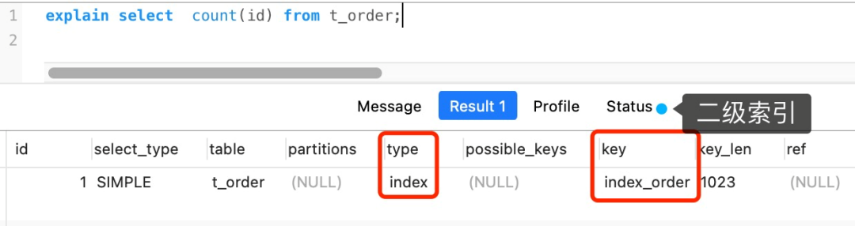 1 explain select count(id) from t_order;
2
Message Result 1 Profile Status 二级索引
id select_type table partitions type possible_keys key key_len ref
1 SIMPLE t_order (NULL) index (NULL) index_order 1023 (NULL)